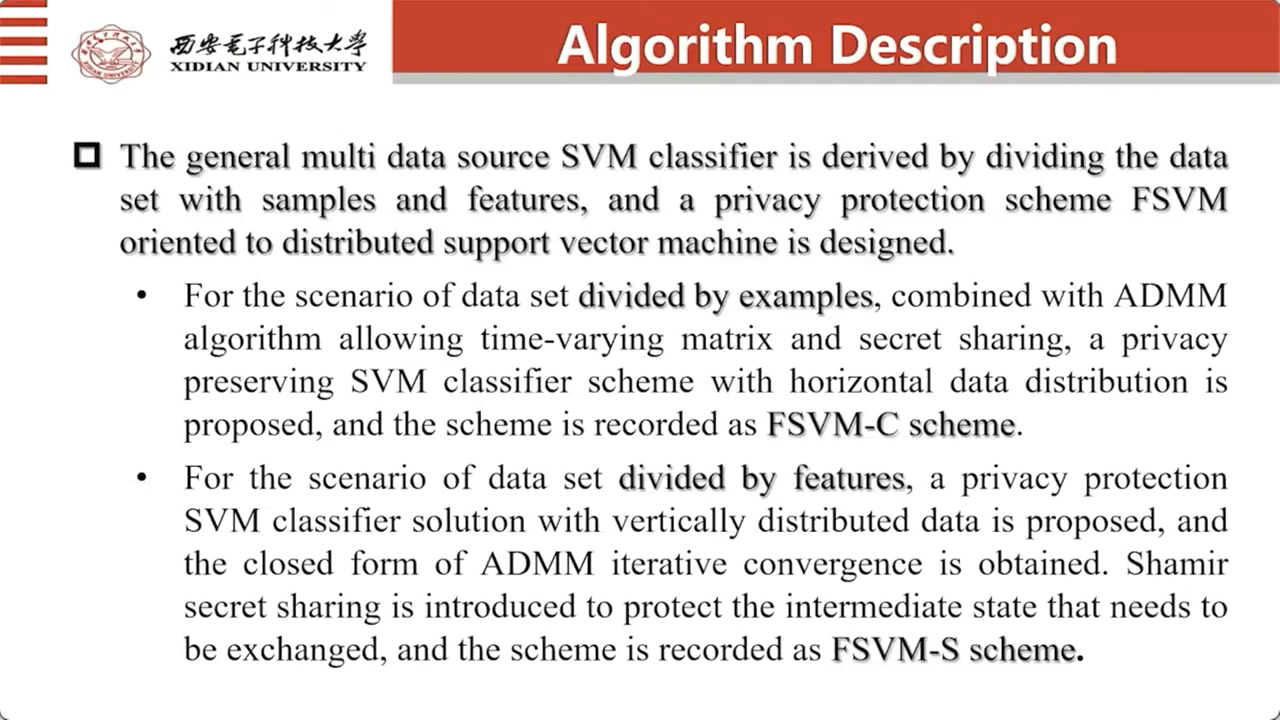 西安电子科技大学
XIDIAN UNIVERSITY
Algorithm Description
The general multi data source SVM classifier is derived by dividing the data
set with samples and features, and a privacy protection scheme FSVM
oriented to distributed support vector machine is designed.
• For the scenario of data set divided by examples, combined with ADMM
algorithm allowing time-varying matrix and secret sharing, a privacy
preserving SVM classifier scheme with horizontal data distribution is
proposed, and the scheme is recorded as FSVM-C scheme.
• For the scenario of data set divided by features, a privacy protection
SVM classifier solution with vertically distributed data is proposed, and
the closed form of ADMM iterative convergence is obtained. Shamir
secret sharing is introduced to protect the intermediate state that needs to
be exchanged, and the scheme is recorded as FSVM-S scheme.